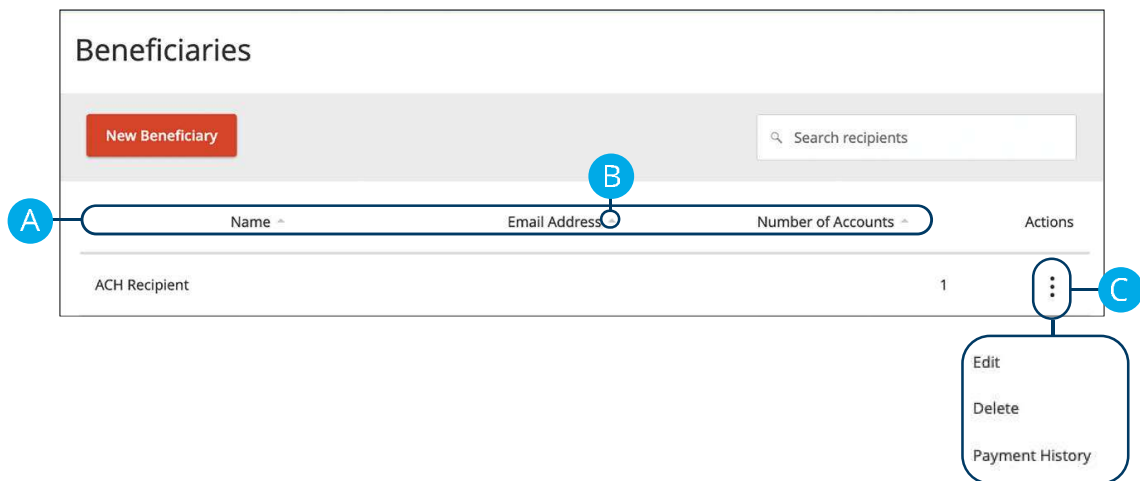 Beneficiaries
New Beneficiary
Search recipients
B
A
Name Email Address Number of Accounts Actions
ACH Recipient 1
C
Edit
Delete
Payment History